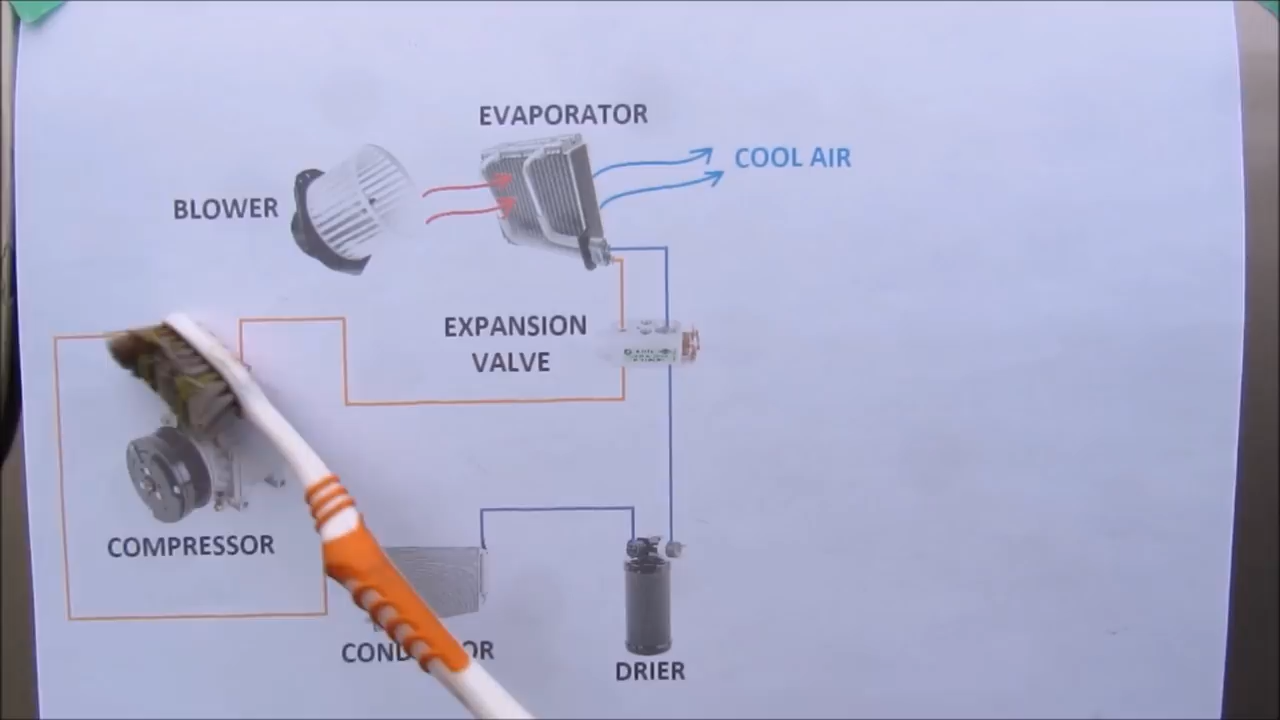 EVAPORATOR
COOL AIR
BLOWER
EXPANSION
VALVE
COMPRESSOR
DRIER